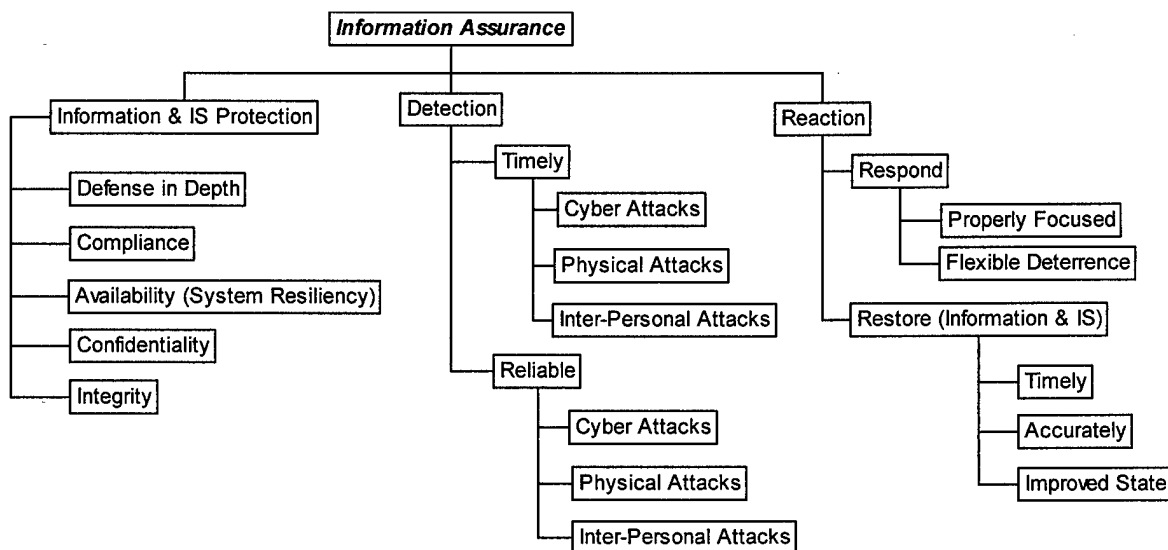 Information Assurance
Information & IS Protection
Defense in Depth
Compliance
Availability (System Resiliency)
Confidentiality
Integrity
Detection
Timely
Cyber Attacks
Physical Attacks
Inter-Personal Attacks
Reliable
Cyber Attacks
Physical Attacks
Inter-Personal Attacks
Reaction
Respond
Properly Focused
Flexible Deterrence
Restore (Information & IS)
Timely
Accurately
Improved State